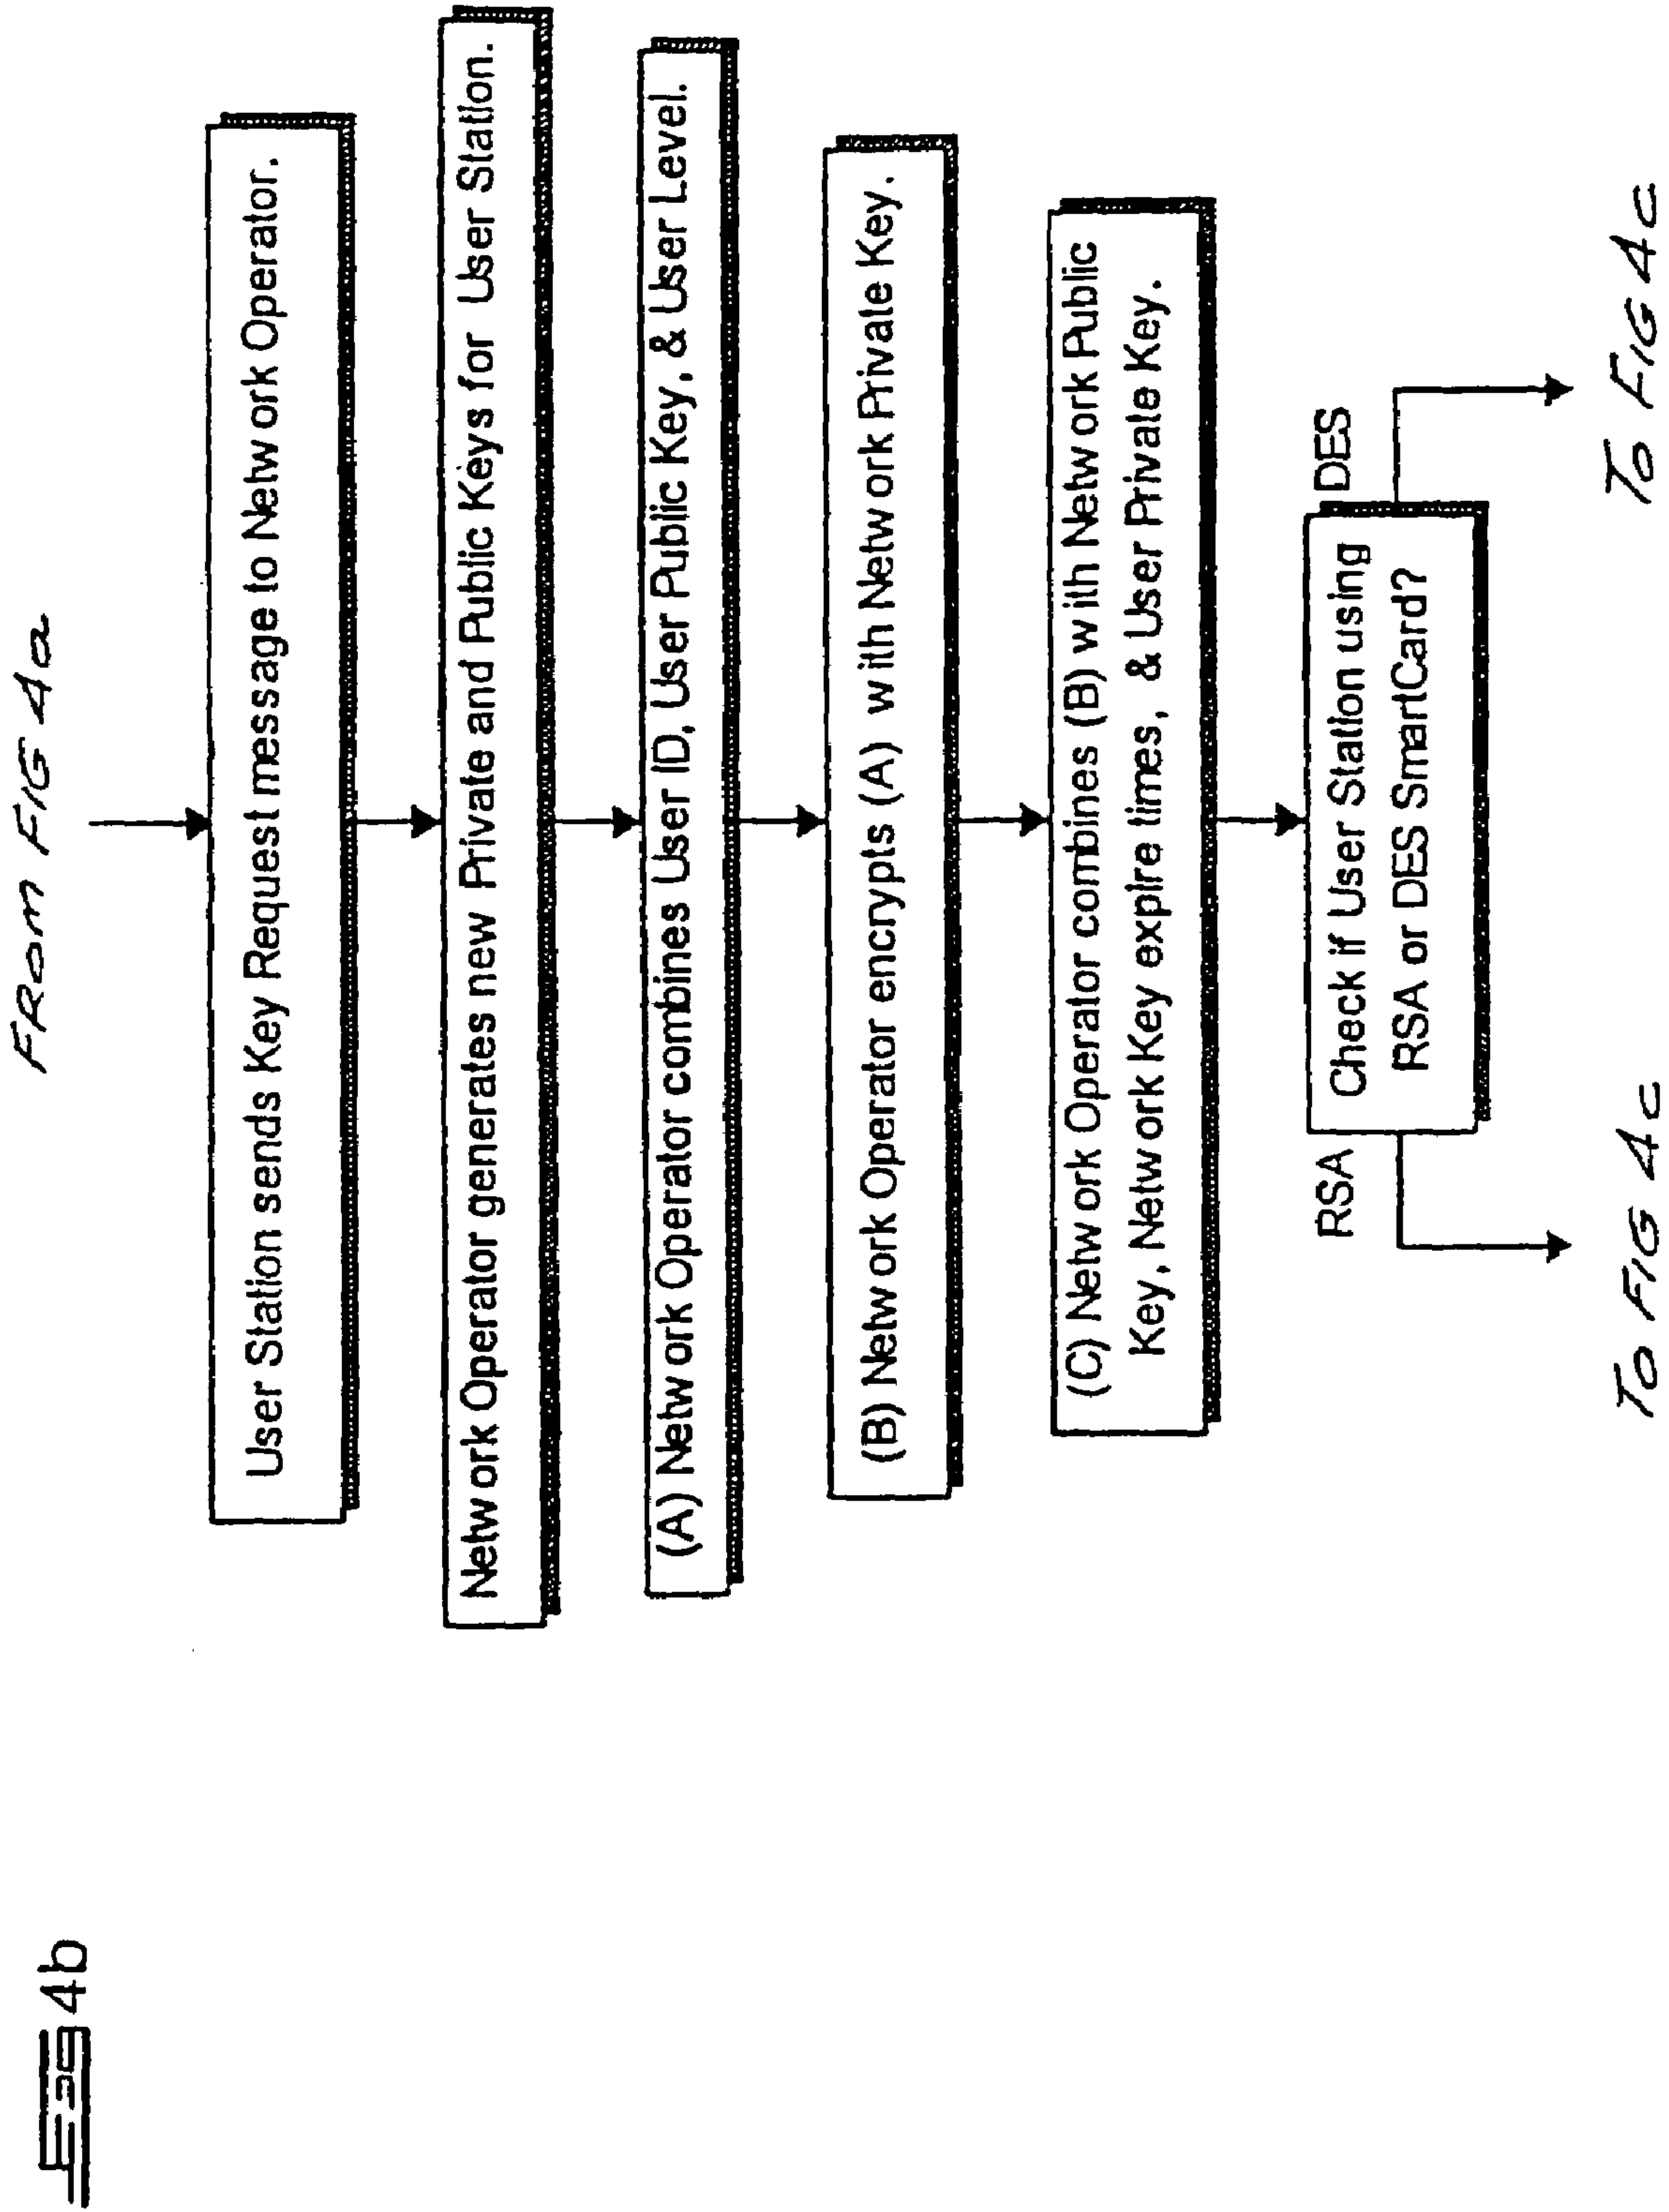 Fig 4b
FROM FIG 4a
User Station sends Key Request message to Network Operator.
Network Operator generates new Private and Public Keys for User Station.
(A) Network Operator combines User ID, User Public Key, & User Level.
(B) Network Operator encrypts (A) with Network Private Key.
(C) Network Operator combines (B) with Network Public
Key, Network Key expire times, & User Private Key.
Check if User Station using
RSA or DES SmartCard?
RSA
DES
TO FIG 4c
TO FIG 4c